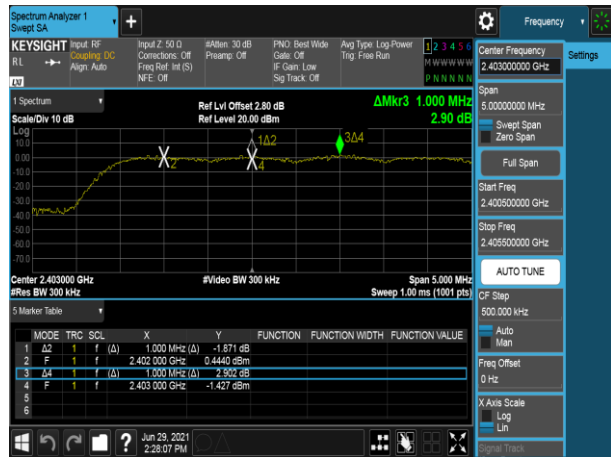 Spectrum Analyzer 1
Swept SA
+
Frequency
KEYSIGHT
RL
LXI
Input: RF
Coupling: DC
Align: Auto
Input Z: 50 Ω
Corrections: Off
Freq Ref: Int (S)
NFE: Off
#Atten: 30 dB
Preamp: Off
PNO: Best Wide
Gate: Off
IF Gain: Low
Sig Track: Off
Avg Type: Log-Power
Trig: Free Run
1 2 3 4 5 6
M W W W W W
P N N N N N
Center Frequency
2.403000000 GHz
Settings
Span
5.00000000 MHz
Swept Span
Zero Span
Full Span
Start Freq
2.400500000 GHz
Stop Freq
2.405500000 GHz
AUTO TUNE
CF Step
500.000 kHz
Auto
Man
Freq Offset
0 Hz
X Axis Scale
Log
Lin
Signal Track
1 Spectrum
Scale/Div 10 dB
Ref Lvl Offset 2.80 dB
Ref Level 20.00 dBm
ΔMkr3 1.000 MHz
2.90 dB
Log
10.0
0.00
-10.0
-20.0
-30.0
-40.0
-50.0
-60.0
-70.0
2
1Δ2
4
3Δ4
Center 2.403000 GHz
#Res BW 300 kHz
#Video BW 300 kHz
Span 5.000 MHz
Sweep 1.00 ms (1001 pts)
5 Marker Table
MODE TRC SCL X Y FUNCTION FUNCTION WIDTH FUNCTION VALUE
1 Δ2 1 f (Δ) 1.000 MHz (Δ) -1.871 dB
2 F 1 f 2.402 000 GHz 0.4440 dBm
3 Δ4 1 f (Δ) 1.000 MHz (Δ) 2.902 dB
4 F 1 f 2.403 000 GHz -1.427 dBm
5
6
?
Jun 29, 2021
2:28:07 PM